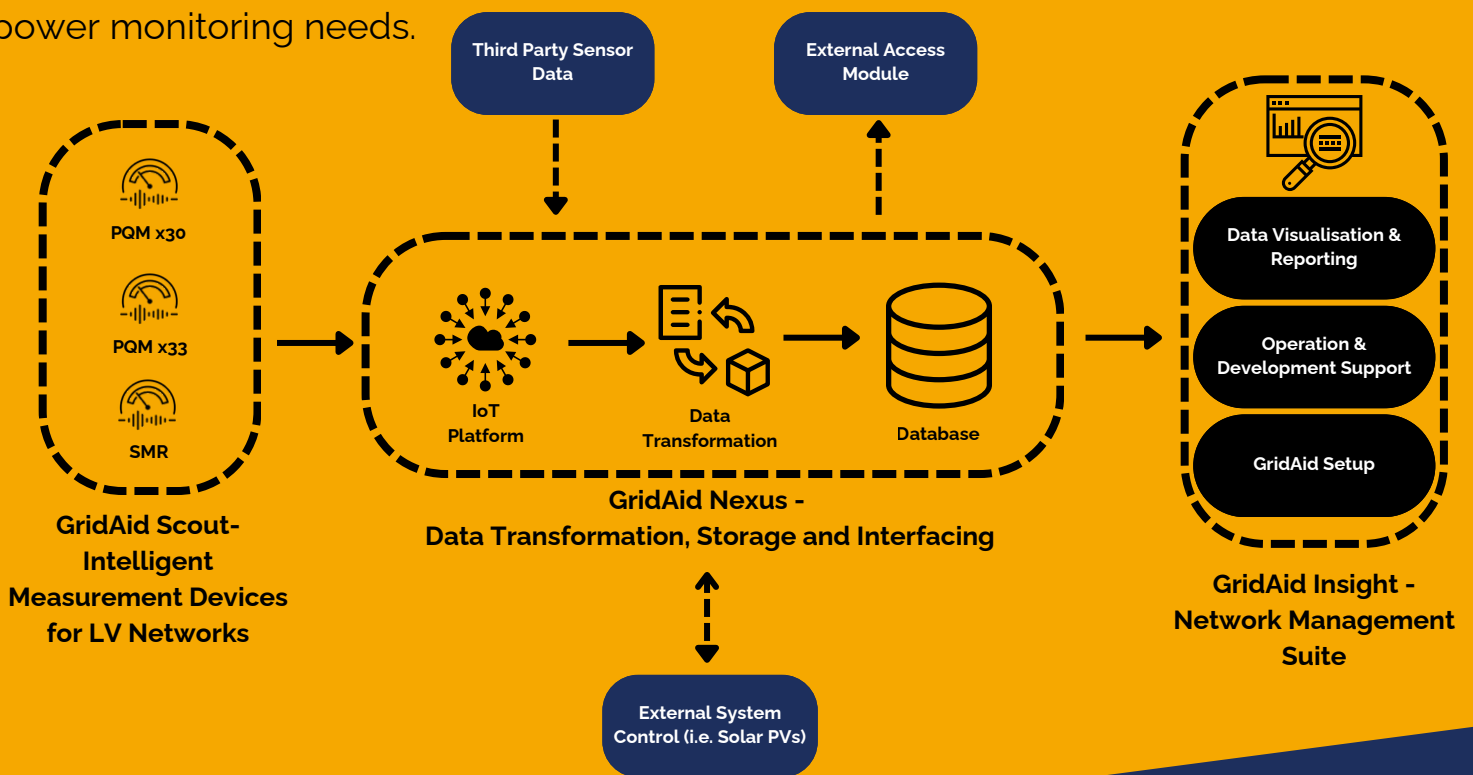 power monitoring needs.
Third Party Sensor
Data
External Access
Module
PQM x30
PQM x33
SMR
GridAid Scout-
Intelligent
Measurement Devices
for LV Networks
IoT
Platform
Data
Transformation
Database
GridAid Nexus -
Data Transformation, Storage and Interfacing
External System
Control (i.e. Solar PVs)
Data Visualisation &
Reporting
Operation &
Development Support
GridAid Setup
GridAid Insight -
Network Management
Suite